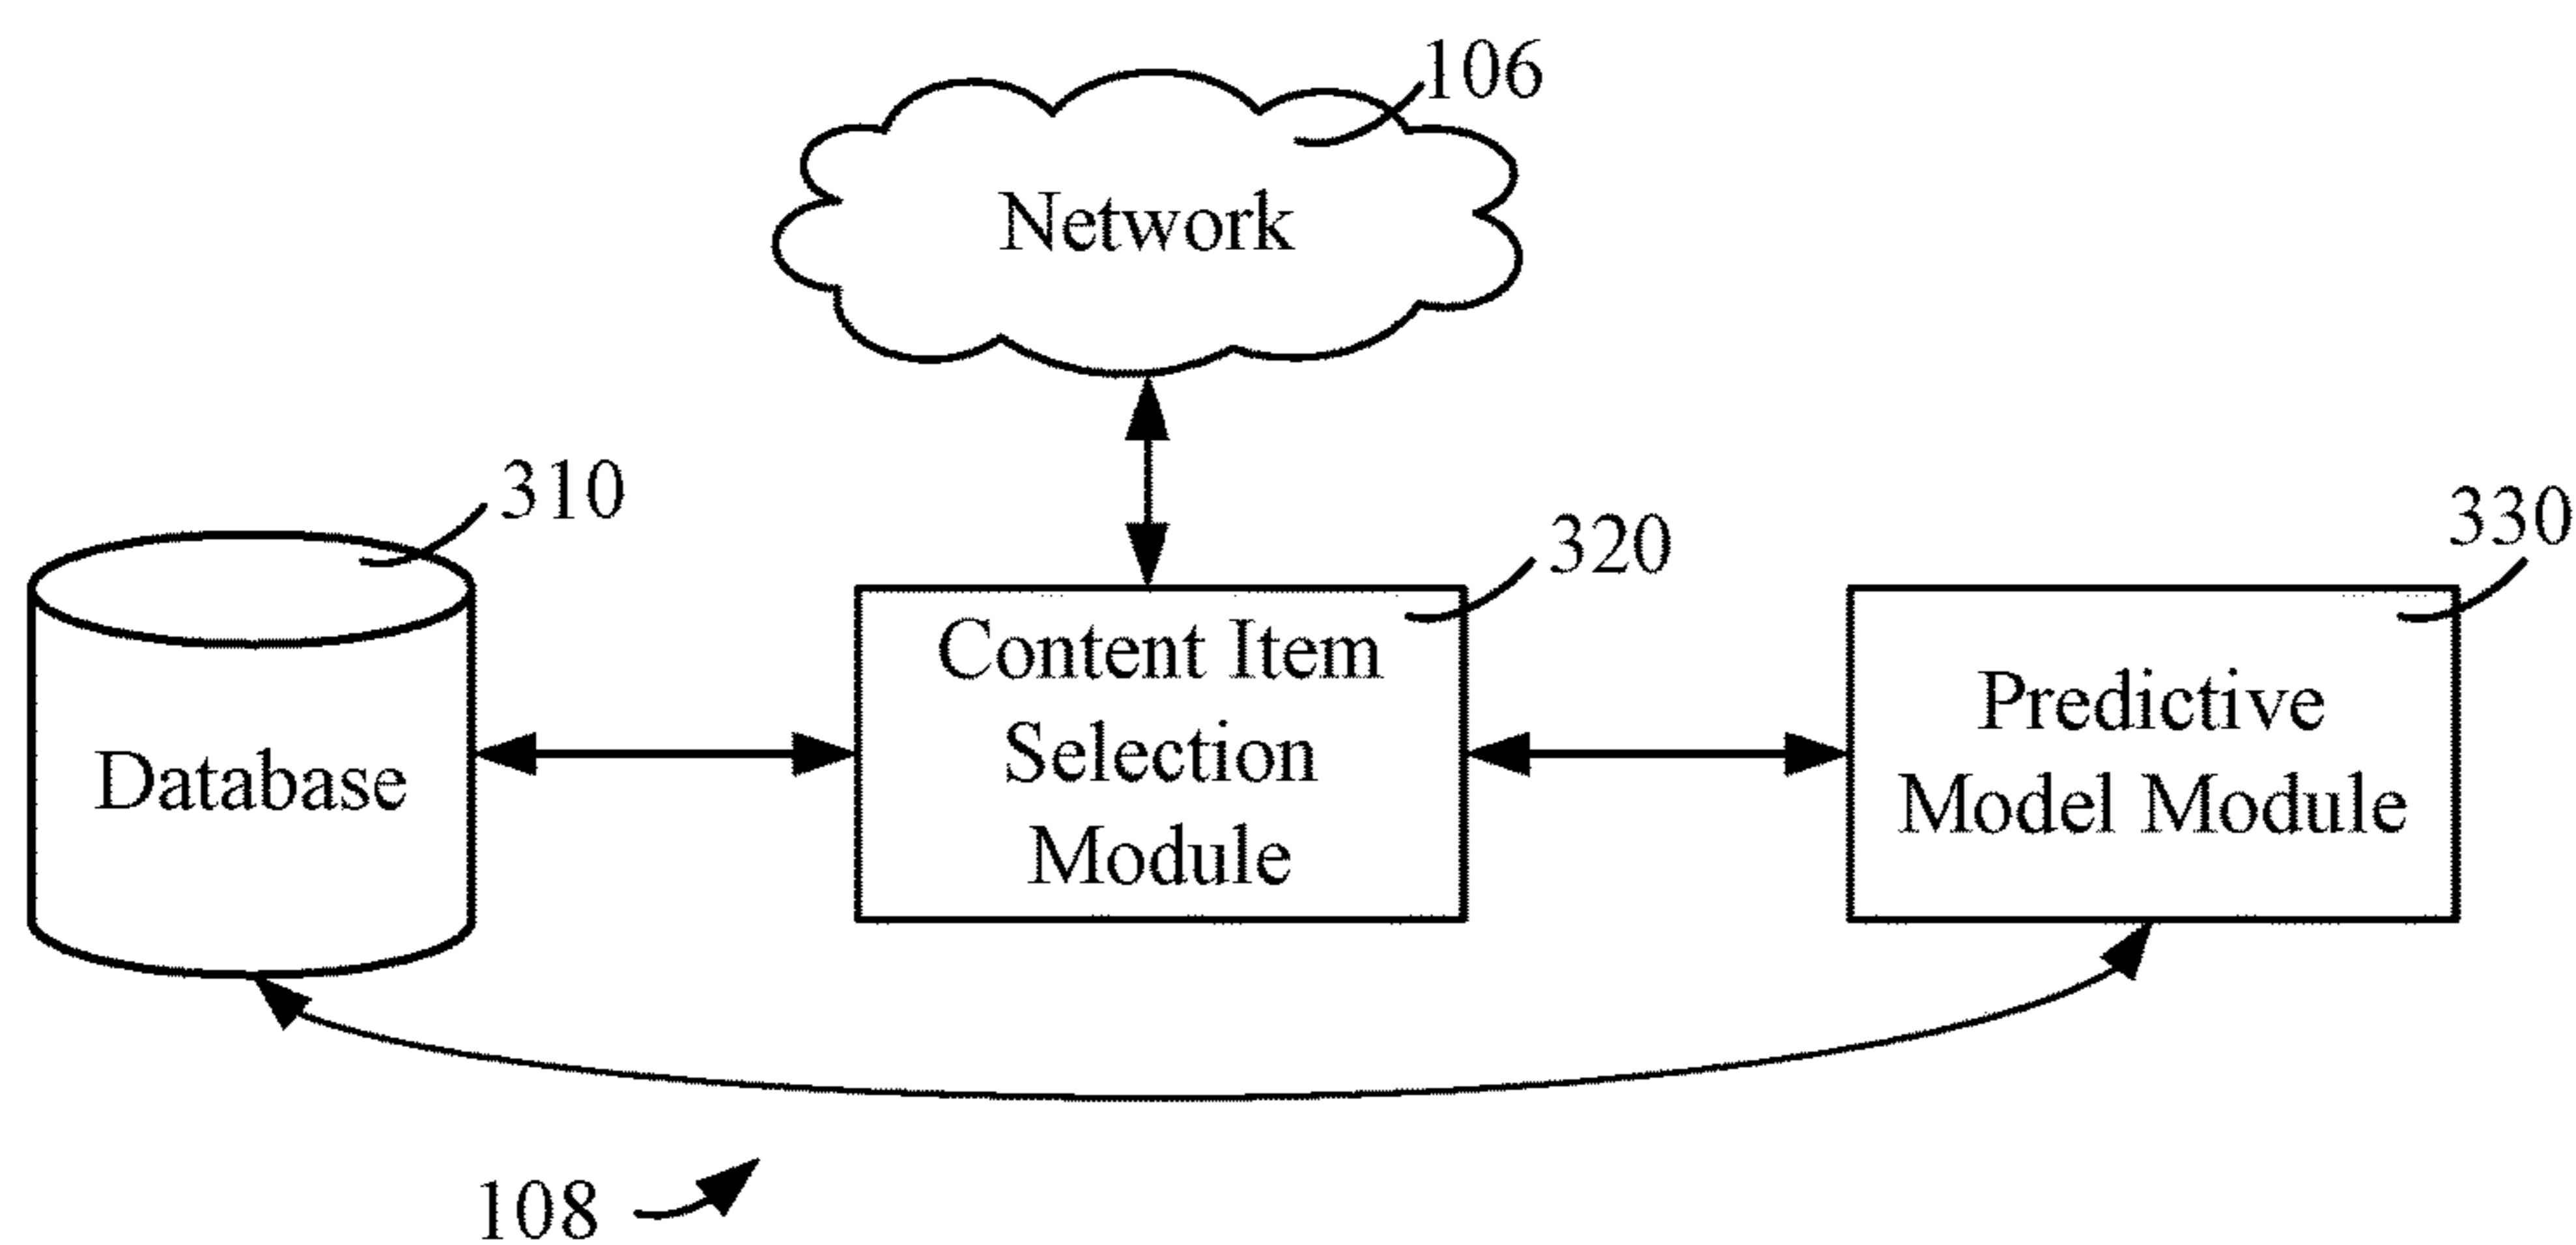 106
Network
310
320
330
Content Item
Selection
Module
Predictive
Model Module
Database
108